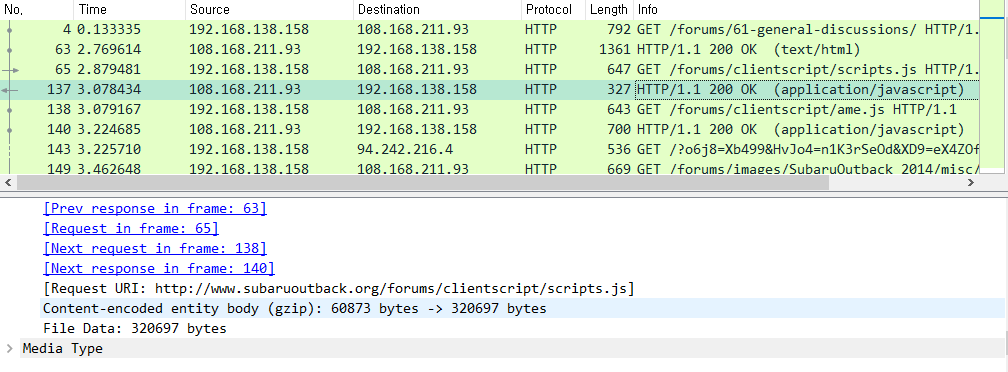 No. Time Source Destination Protocol Length Info
4 0.133335 192.168.138.158 108.168.211.93 HTTP 792 GET /forums/61-general-discussions/ HTTP/1.
63 2.769614 108.168.211.93 192.168.138.158 HTTP 1361 HTTP/1.1 200 OK (text/html)
65 2.879481 192.168.138.158 108.168.211.93 HTTP 647 GET /forums/clientscript/scripts.js HTTP/1.
137 3.078434 108.168.211.93 192.168.138.158 HTTP 327 HTTP/1.1 200 OK (application/javascript)
138 3.079167 192.168.138.158 108.168.211.93 HTTP 643 GET /forums/clientscript/ame.js HTTP/1.1
140 3.224685 108.168.211.93 192.168.138.158 HTTP 700 HTTP/1.1 200 OK (application/javascript)
143 3.225710 192.168.138.158 94.242.216.4 HTTP 536 GET /?o6j8=Xb499&HvJo4=n1K3rSeOd&XD9=eX4ZOf
149 3.462648 192.168.138.158 108.168.211.93 HTTP 669 GET /forums/images/SubaruOutback_2014/misc/
[Prev response in frame: 63]
[Request in frame: 65]
[Next request in frame: 138]
[Next response in frame: 140]
[Request URI: http://www.subaruoutback.org/forums/clientscript/scripts.js]
Content-encoded entity body (gzip): 60873 bytes -> 320697 bytes
File Data: 320697 bytes
Media Type